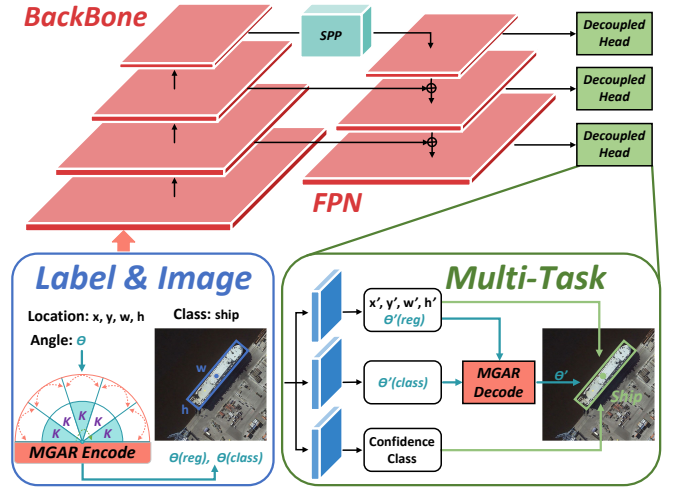 BackBone
SPP
Decoupled
Head
Decoupled
Head
Decoupled
Head
FPN
Label & Image
Location: x, y, w, h
Class: ship
Angle: Θ
w
h
K
K
K
K
K
MGAR Encode
Θ(reg), Θ(class)
Multi-Task
x′, y′, w′, h′
Θ′(reg)
Θ′(class)
MGAR
Decode
Θ′
Ship
Confidence
Class